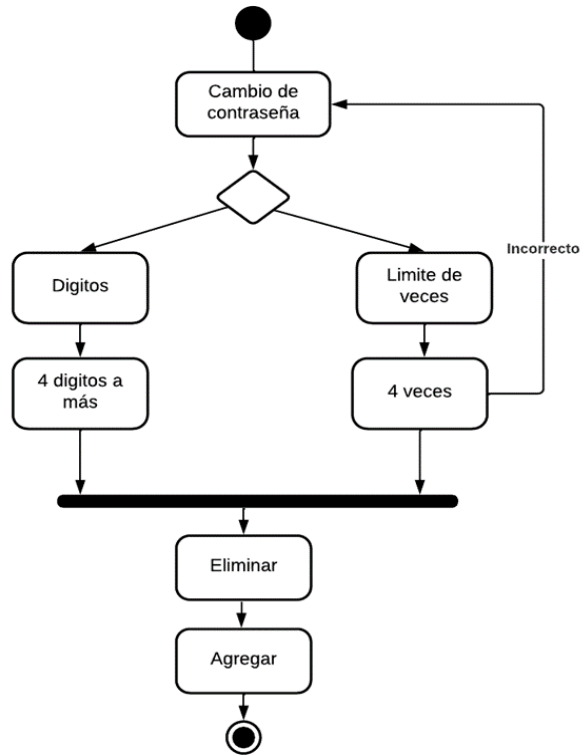 Cambio de
contraseña
Incorrecto
Digitos
Limite de
veces
4 digitos a
más
4 veces
Eliminar
Agregar